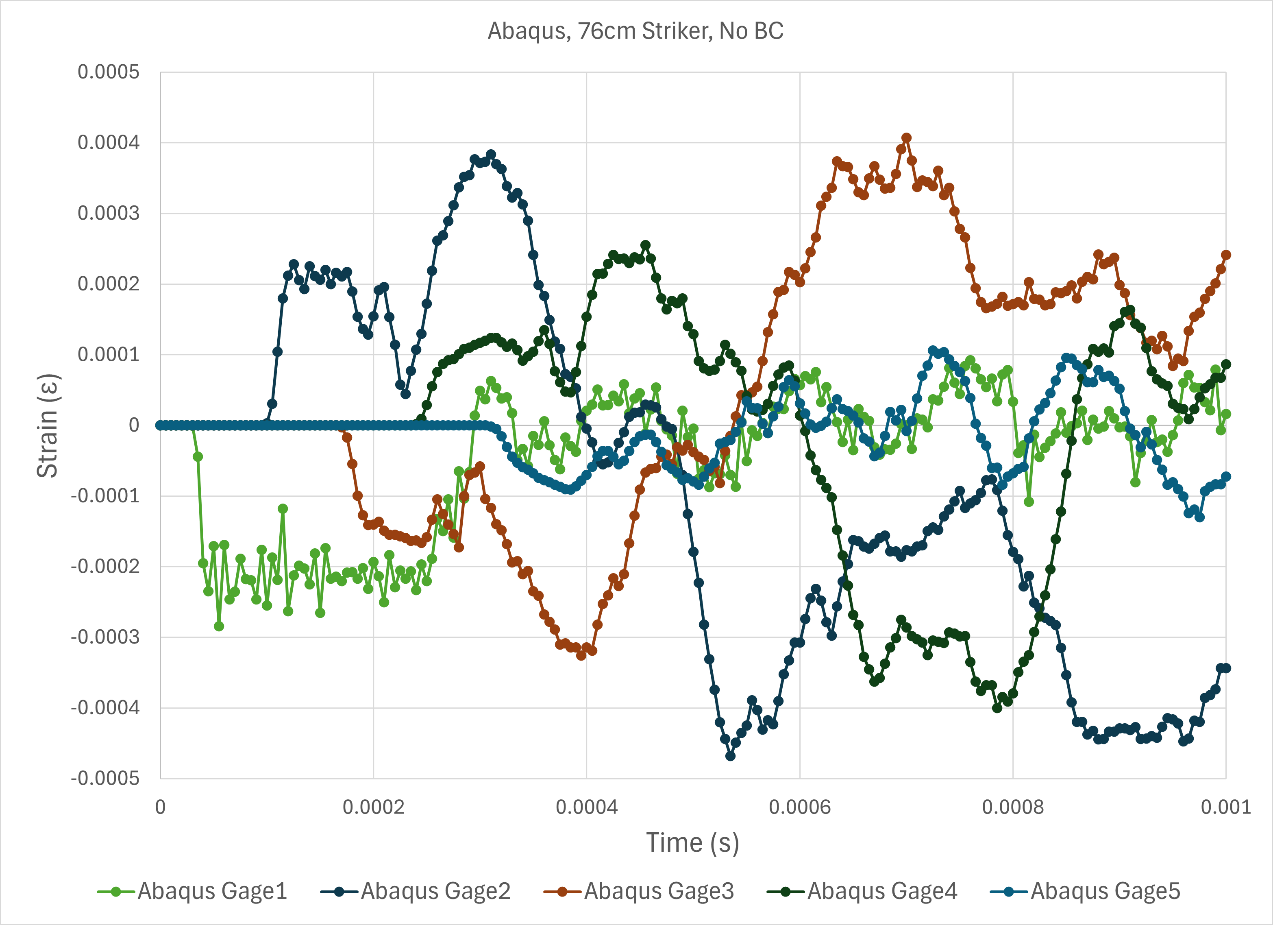 Abaqus, 76cm Striker, No BC
0.0005
0.0004
0.0003
0.0002
0.0001
0
-0.0001
-0.0002
-0.0003
-0.0004
-0.0005
Strain (ε)
0 0.0002 0.0004 0.0006 0.0008 0.001
Time (s)
Abaqus Gage1 Abaqus Gage2 Abaqus Gage3 Abaqus Gage4 Abaqus Gage5